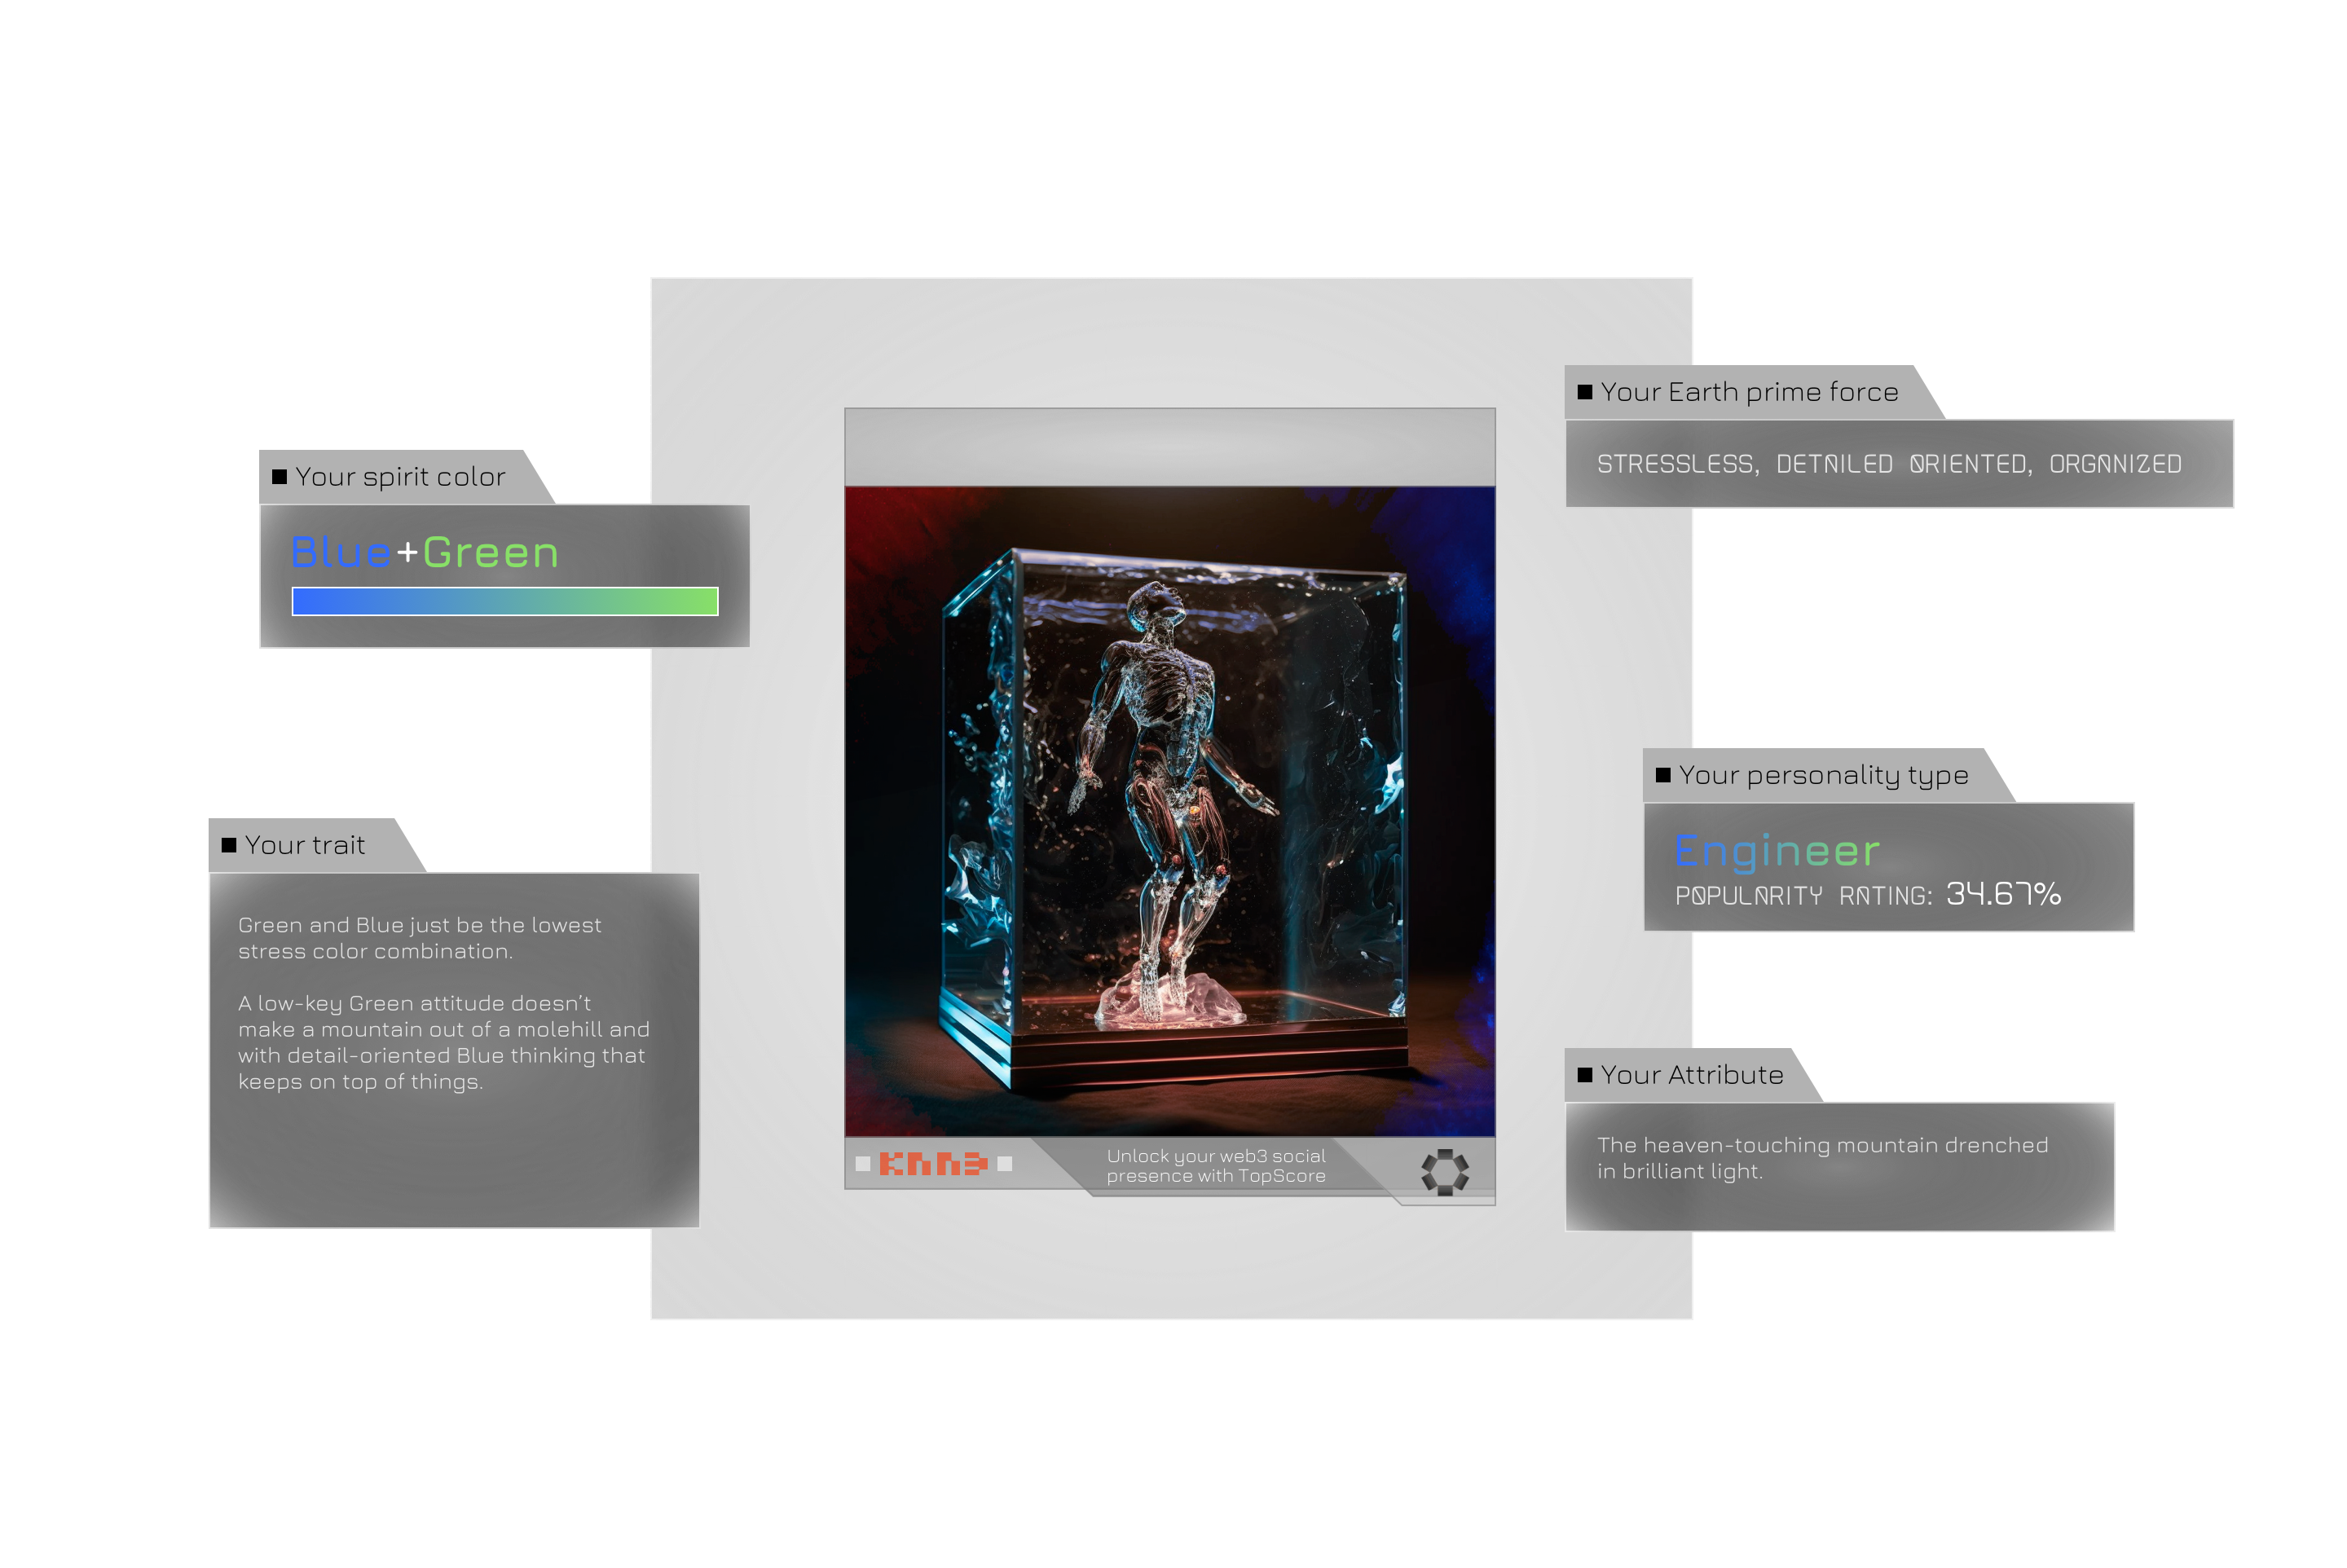 Your spirit color
Blue+Green
Your trait
Green and Blue just be the lowest
stress color combination.
A low-key Green attitude doesn't
make a mountain out of a molehill and
with detail-oriented Blue thinking that
keeps on top of things.
KNN3
Unlock your web3 social
presence with TopScore
Your Earth prime force
STRESSLESS, DETAILED ORIENTED, ORGANIZED
Your personality type
Engineer
POPULARITY RATING: 34.67%
Your Attribute
The heaven-touching mountain drenched
in brilliant light.